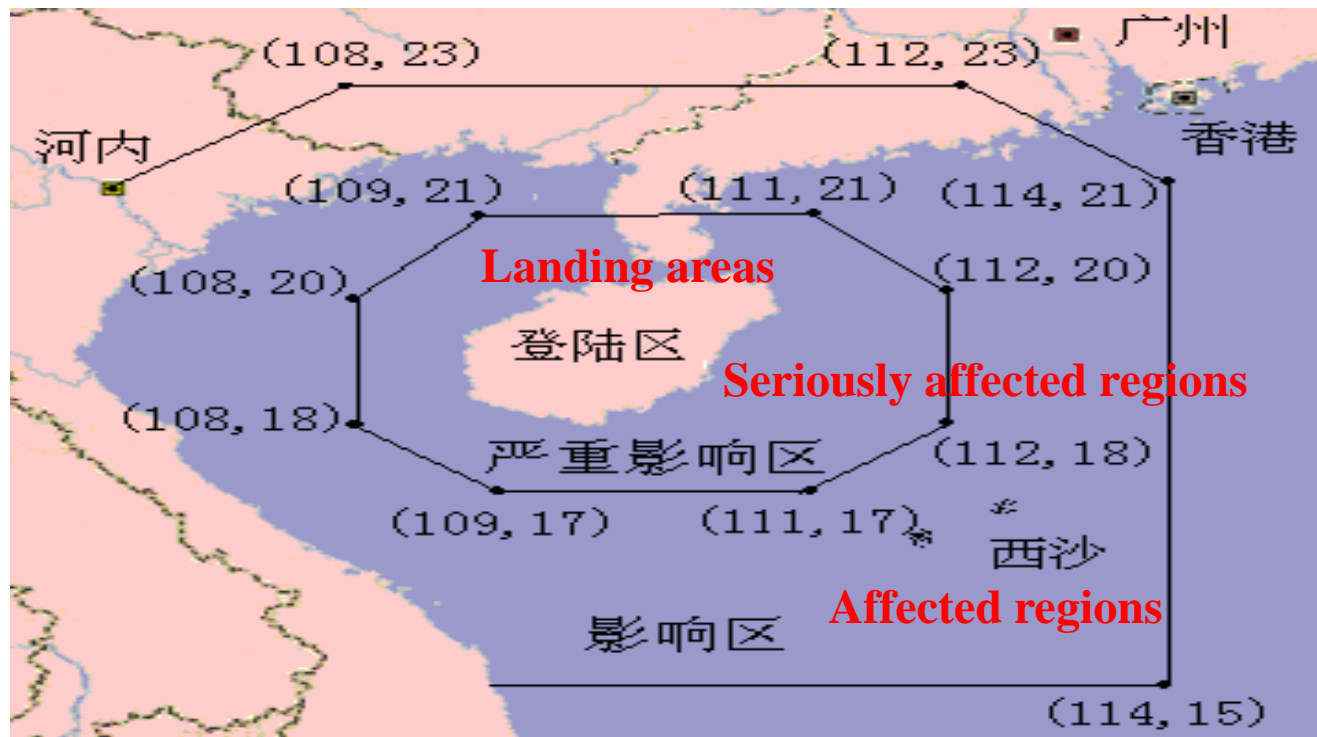 广州
(108, 23)
(112, 23)
河内
香港
(109, 21)
(111, 21)
(114, 21)
Landing areas
(108, 20)
(112, 20)
登陆区
Seriously affected regions
(108, 18)
严重影响区
(112, 18)
(109, 17)
(111, 17)
西沙
Affected regions
影响区
(114, 15)